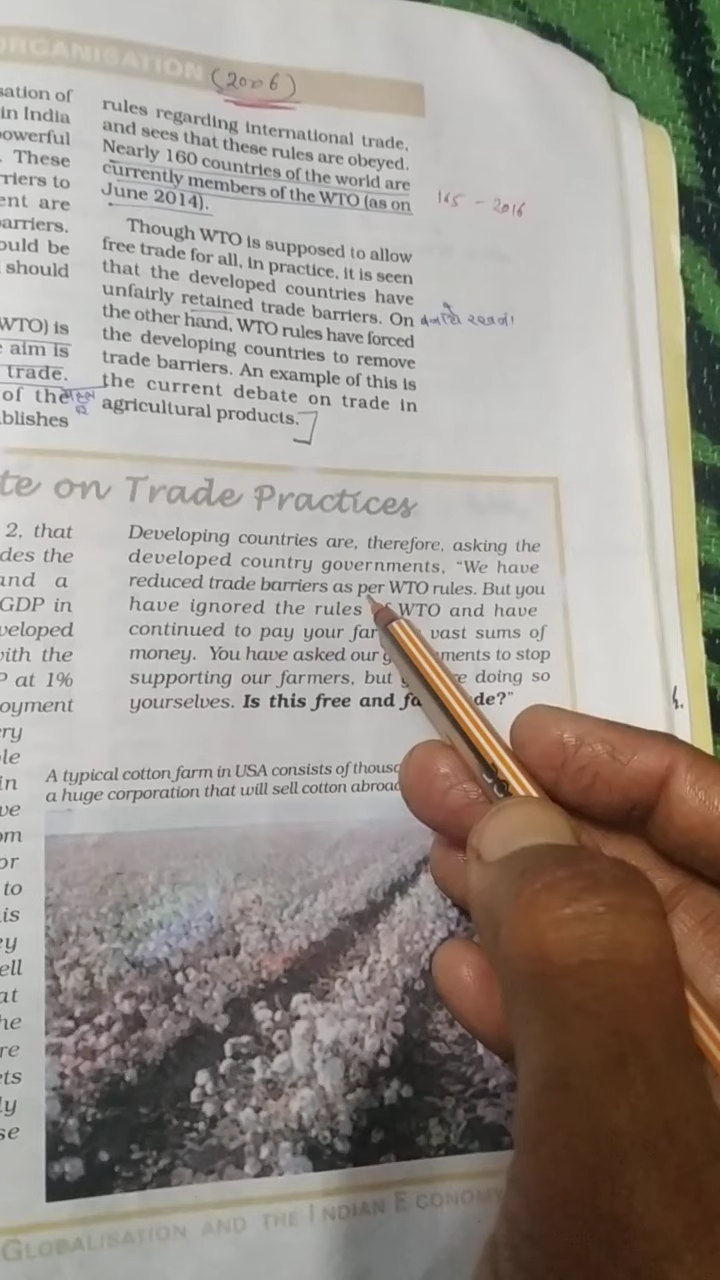 ORGANISATION (2006)
sation of
in India
powerful
. These
riers to
ent are
arriers.
ould be
should
WTO) is
aim is
trade.
of the
blishes
rules regarding international trade,
and sees that these rules are obeyed.
Nearly 160 countries of the world are
currently members of the WTO (as on
June 2014).
165 - 2016
Though WTO is supposed to allow
free trade for all, in practice, it is seen
that the developed countries have
unfairly retained trade barriers. On
the other hand, WTO rules have forced
the developing countries to remove
trade barriers. An example of this is
the current debate on trade in
agricultural products.
te on Trade Practices
2, that
des the
and a
GDP in
veloped
with the
P at 1%
oyment
ry
le
in
ve
om
or
to
is
ey
ell
at
he
re
ets
ly
se
Developing countries are, therefore, asking the
developed country governments, “We have
reduced trade barriers as per WTO rules. But you
have ignored the rules WTO and have
continued to pay your far vast sums of
money. You have asked our g ments to stop
supporting our farmers, but e doing so
yourselves. Is this free and fa de?”
A typical cotton farm in USA consists of thous
a huge corporation that will sell cotton abroa
GLOBALISATION AND THE INDIAN ECONOMY